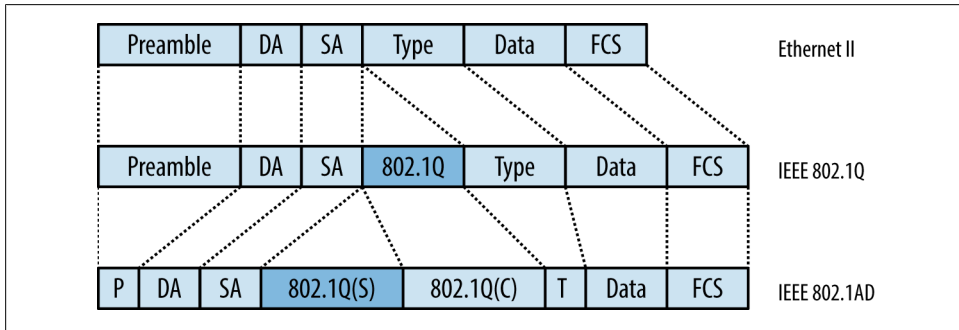 Preamble DA SA Type Data FCS Ethernet II
Preamble DA SA 802.1Q Type Data FCS IEEE 802.1Q
P DA SA 802.1Q(S) 802.1Q(C) T Data FCS IEEE 802.1AD